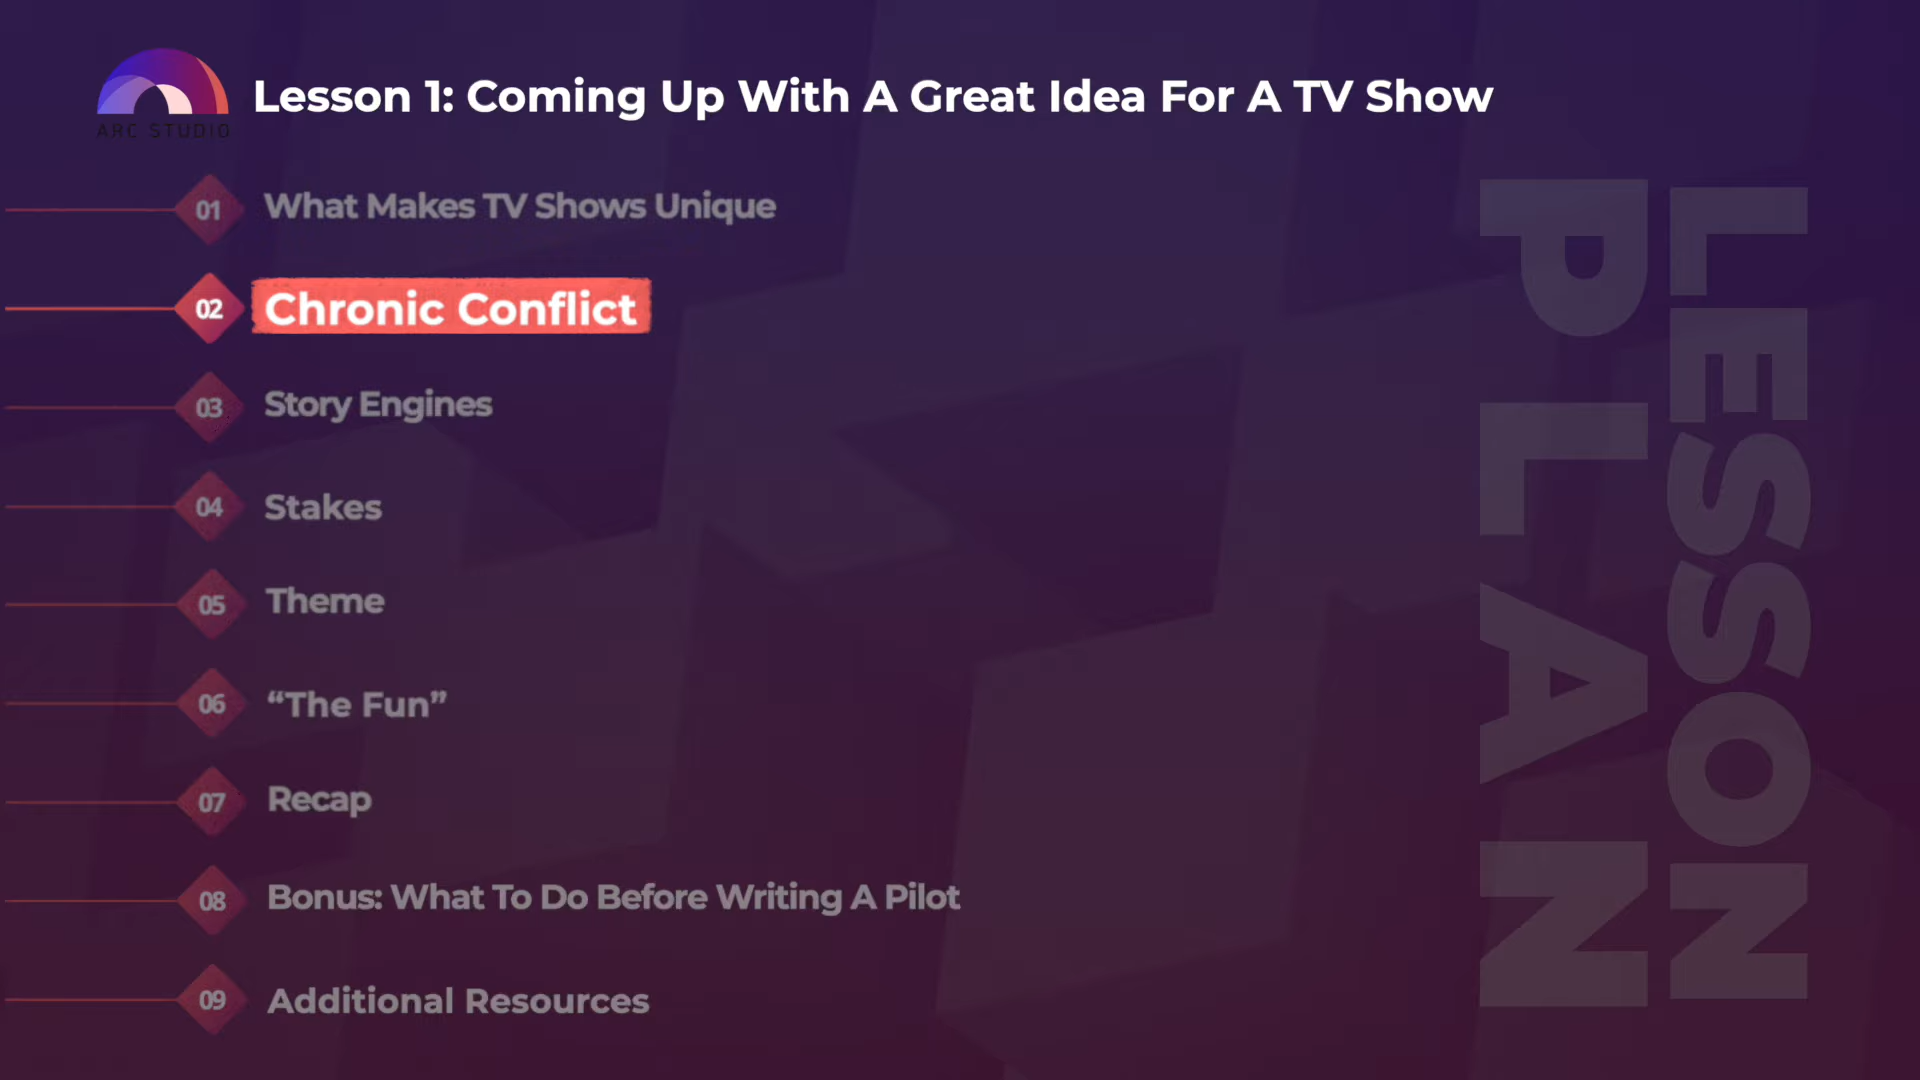 ARC STUDIO
Lesson 1: Coming Up With A Great Idea For A TV Show
01 What Makes TV Shows Unique
02 Chronic Conflict
03 Story Engines
04 Stakes
05 Theme
06 “The Fun”
07 Recap
08 Bonus: What To Do Before Writing A Pilot
09 Additional Resources
LESSON
PLAN